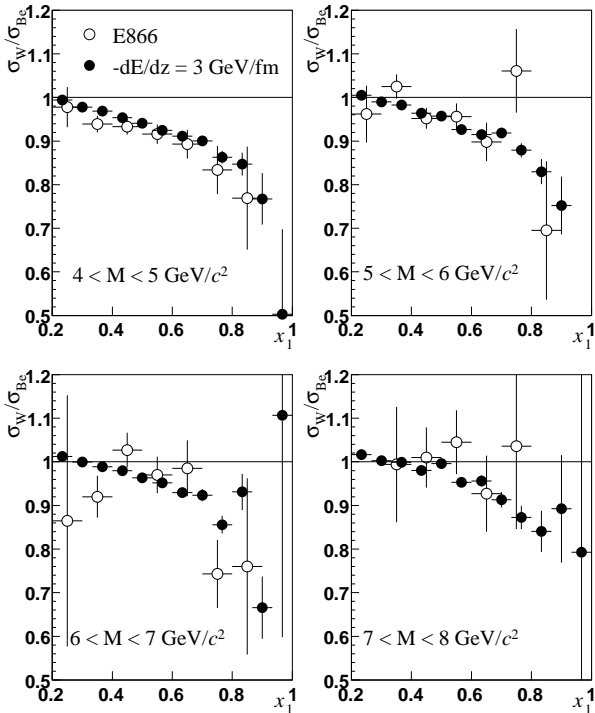 σW/σBe
1.2
1.1
1
0.9
0.8
0.7
0.6
0.5
E866
-dE/dz = 3 GeV/fm
4 < M < 5 GeV/c²
0.2 0.4 0.6 0.8 1
x₁
σW/σBe
1.2
1.1
1
0.9
0.8
0.7
0.6
0.5
5 < M < 6 GeV/c²
0.2 0.4 0.6 0.8 1
x₁
σW/σBe
1.2
1.1
1
0.9
0.8
0.7
0.6
0.5
6 < M < 7 GeV/c²
0.2 0.4 0.6 0.8 1
x₁
σW/σBe
1.2
1.1
1
0.9
0.8
0.7
0.6
0.5
7 < M < 8 GeV/c²
0.2 0.4 0.6 0.8 1
x₁